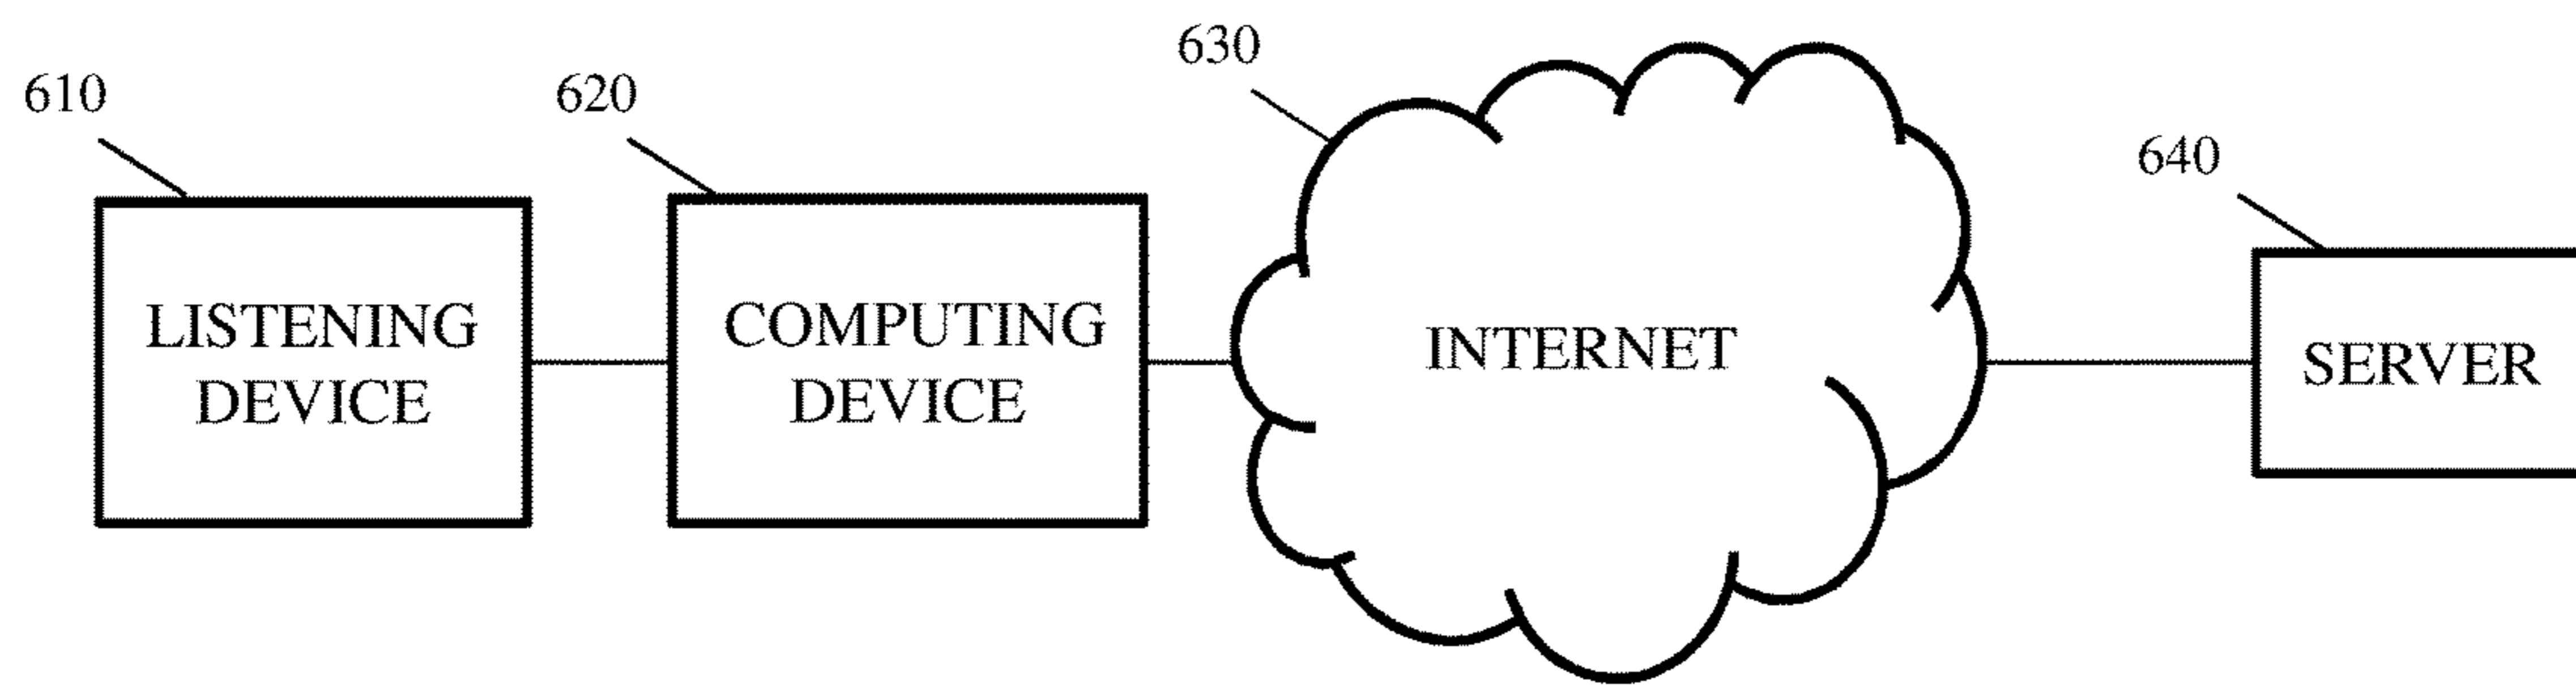 610
620
630
640
LISTENING
DEVICE
COMPUTING
DEVICE
INTERNET
SERVER